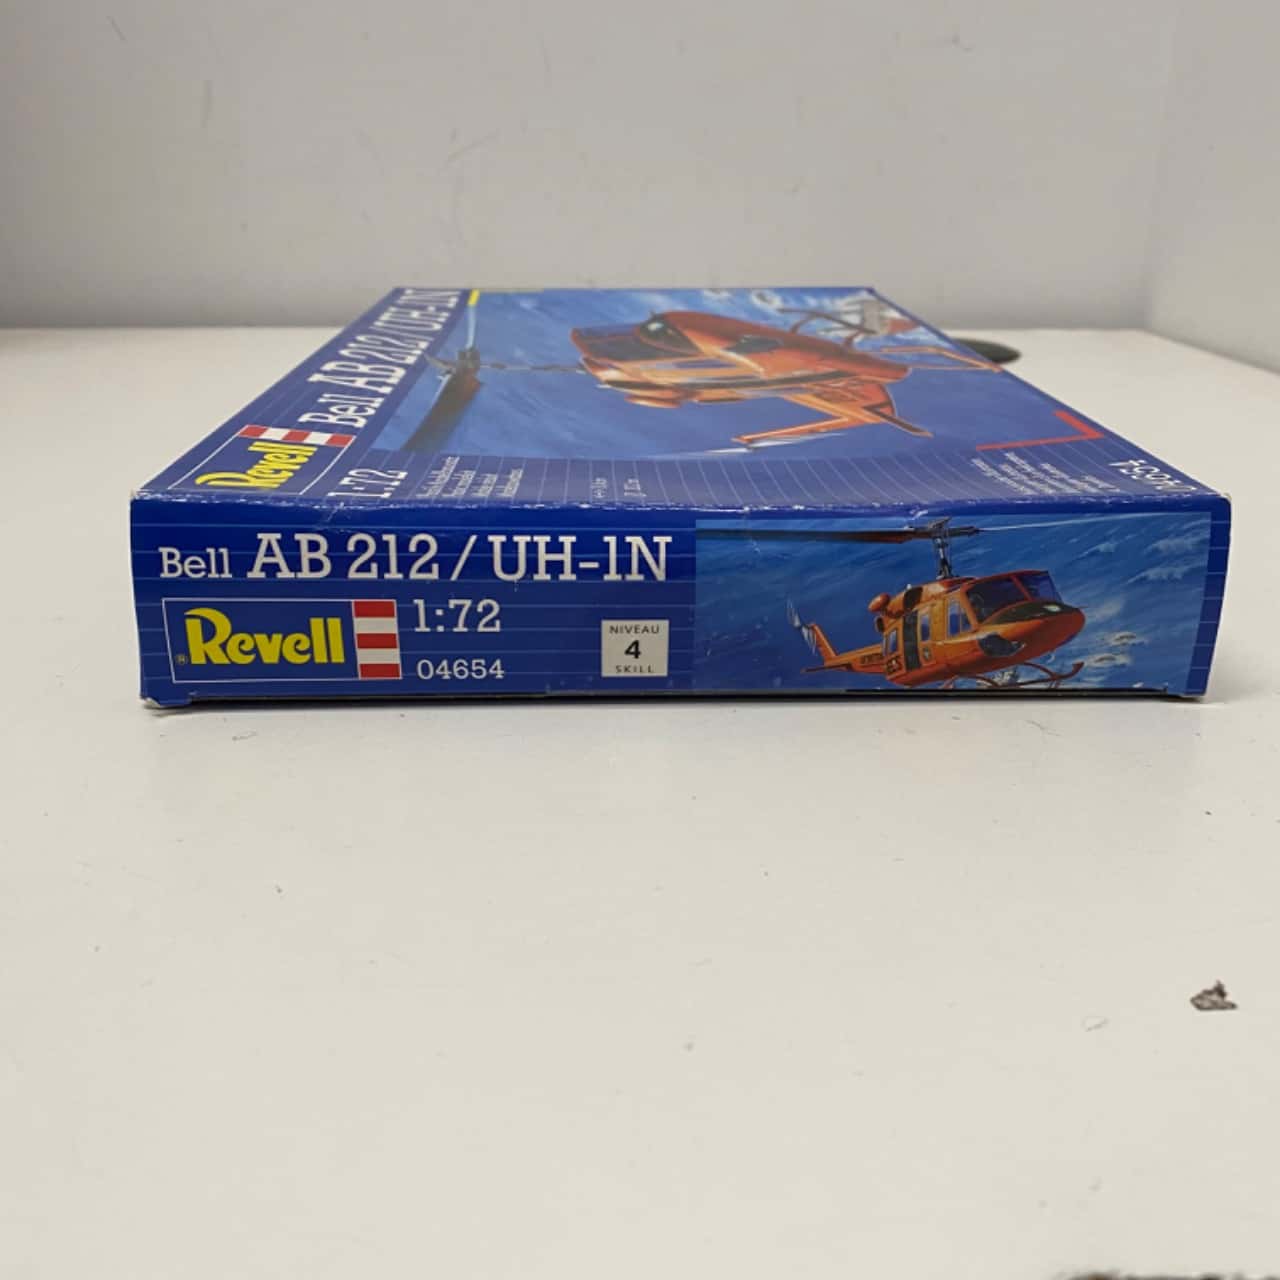 Bell AB 212/UH-1N
Revell
1:72
Bell AB 212 / UH-1N
® Revell
1:72
04654
NIVEAU
4
SKILL